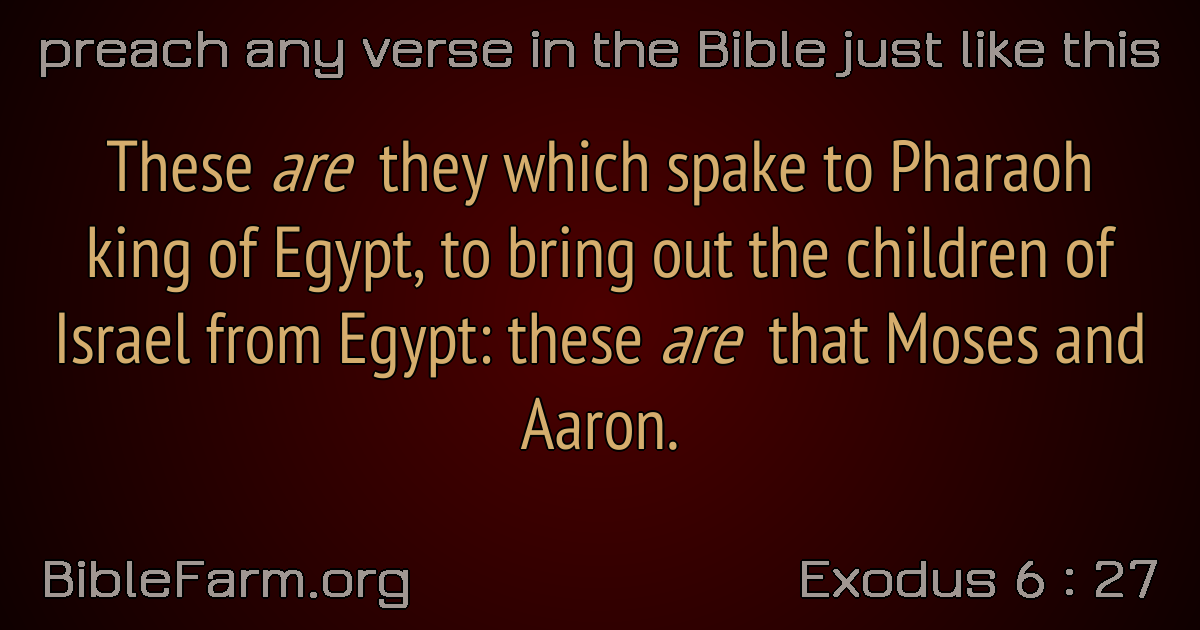 preach any verse in the Bible just like this
These are they which spake to Pharaoh
king of Egypt, to bring out the children of
Israel from Egypt: these are that Moses and
Aaron.
BibleFarm.org
Exodus 6 : 27